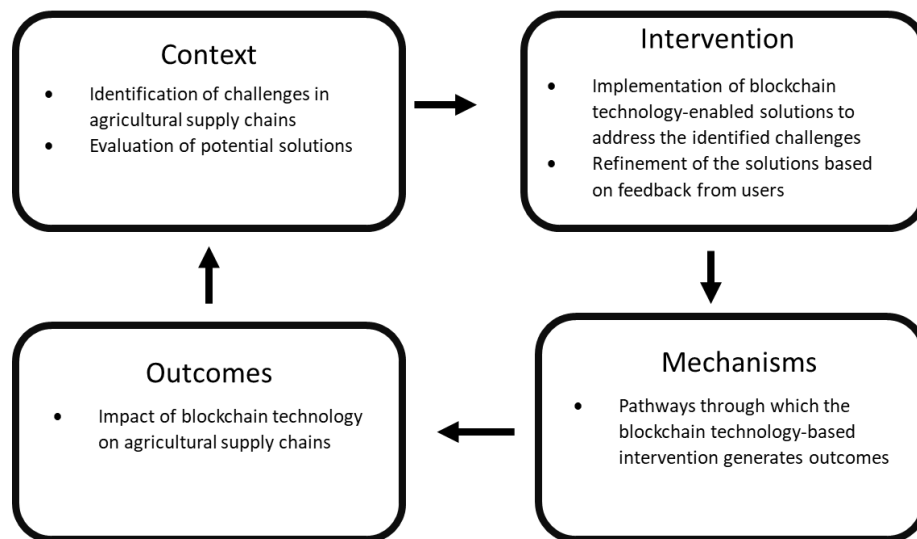 Context
• Identification of challenges in
agricultural supply chains
• Evaluation of potential solutions
Intervention
• Implementation of blockchain
technology-enabled solutions to
address the identified challenges
• Refinement of the solutions based
on feedback from users
Mechanisms
• Pathways through which the
blockchain technology-based
intervention generates outcomes
Outcomes
• Impact of blockchain technology
on agricultural supply chains